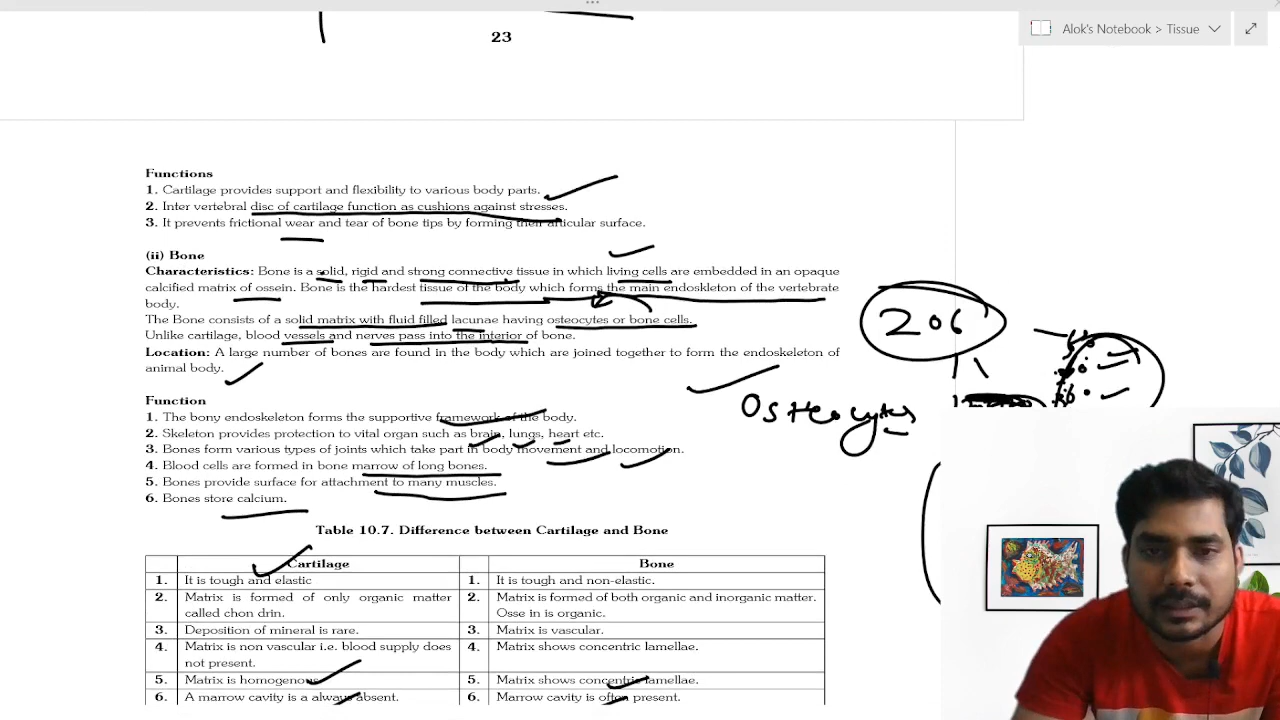 23
Alok's Notebook > Tissue
Functions
1. Cartilage provides support and flexibility to various body parts.
2. Inter vertebral disc of cartilage function as cushions against stresses.
3. It prevents frictional wear and tear of bone tips by forming their articular surface.
(ii) Bone
Characteristics: Bone is a solid, rigid and strong connective tissue in which living cells are embedded in an opaque
calcified matrix of ossein. Bone is the hardest tissue of the body which forms the main endoskleton of the vertebrate
body.
The Bone consists of a solid matrix with fluid filled lacunae having osteocytes or bone cells.
Unlike cartilage, blood vessels and nerves pass into the interior of bone.
Location: A large number of bones are found in the body which are joined together to form the endoskeleton of
animal body.
206
Function
1. The bony endoskeleton forms the supportive framework of the body.
2. Skeleton provides protection to vital organ such as brain, lungs, heart etc.
3. Bones form various types of joints which take part in body movement and locomotion.
4. Blood cells are formed in bone marrow of long bones.
5. Bones provide surface for attachment to many muscles.
6. Bones store calcium.
Osteocytes
Table 10.7. Difference between Cartilage and Bone
Cartilage Bone
1. It is tough and elastic 1. It is tough and non-elastic.
2. Matrix is formed of only organic matter 2. Matrix is formed of both organic and inorganic matter.
called chon drin. Osse in is organic.
3. Deposition of mineral is rare. 3. Matrix is vascular.
4. Matrix is non vascular i.e. blood supply does 4. Matrix shows concentric lamellae.
not present.
5. Matrix is homogenous 5. Matrix shows concentric lamellae.
6. A marrow cavity is a always absent. 6. Marrow cavity is often present.